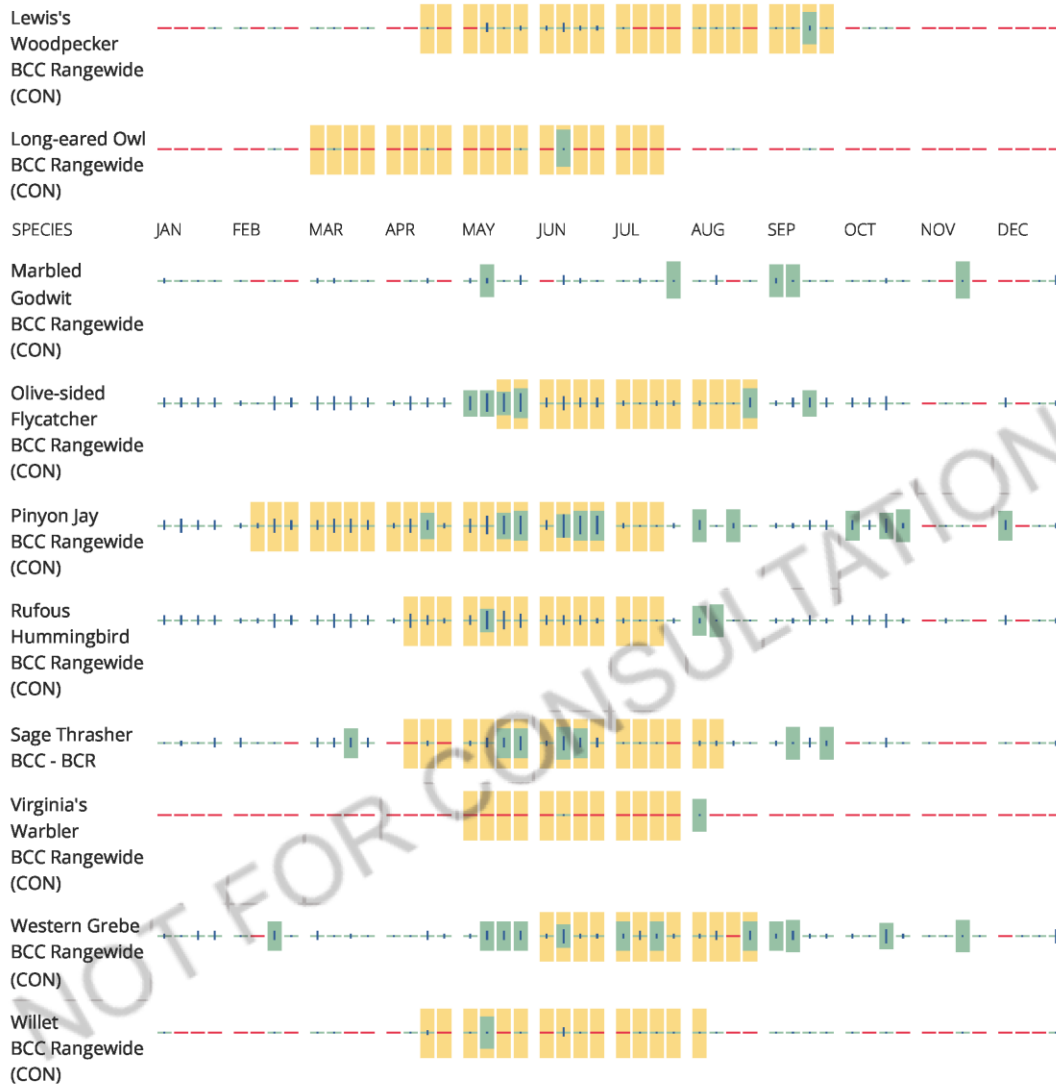 Lewis's
Woodpecker
BCC Rangewide
(CON)
Long-eared Owl
BCC Rangewide
(CON)
SPECIES JAN FEB MAR APR MAY JUN JUL AUG SEP OCT NOV DEC
Marbled
Godwit
BCC Rangewide
(CON)
Olive-sided
Flycatcher
BCC Rangewide
(CON)
Pinyon Jay
BCC Rangewide
(CON)
Rufous
Hummingbird
BCC Rangewide
(CON)
Sage Thrasher
BCC - BCR
Virginia's
Warbler
BCC Rangewide
(CON)
Western Grebe
BCC Rangewide
(CON)
Willet
BCC Rangewide
(CON)
NOT FOR CONSULTATION